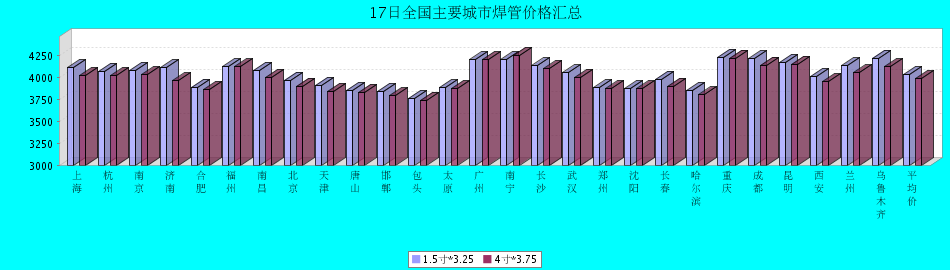 17日全国主要城市焊管价格汇总
4250
4000
3750
3500
3250
3000
上海
杭州
南京
济南
合肥
福州
南昌
北京
天津
唐山
邯郸
包头
太原
广州
南宁
长沙
武汉
郑州
沈阳
长春
哈尔滨
重庆
成都
昆明
西安
兰州
乌鲁木齐
平均价
1.5寸*3.25
4寸*3.75